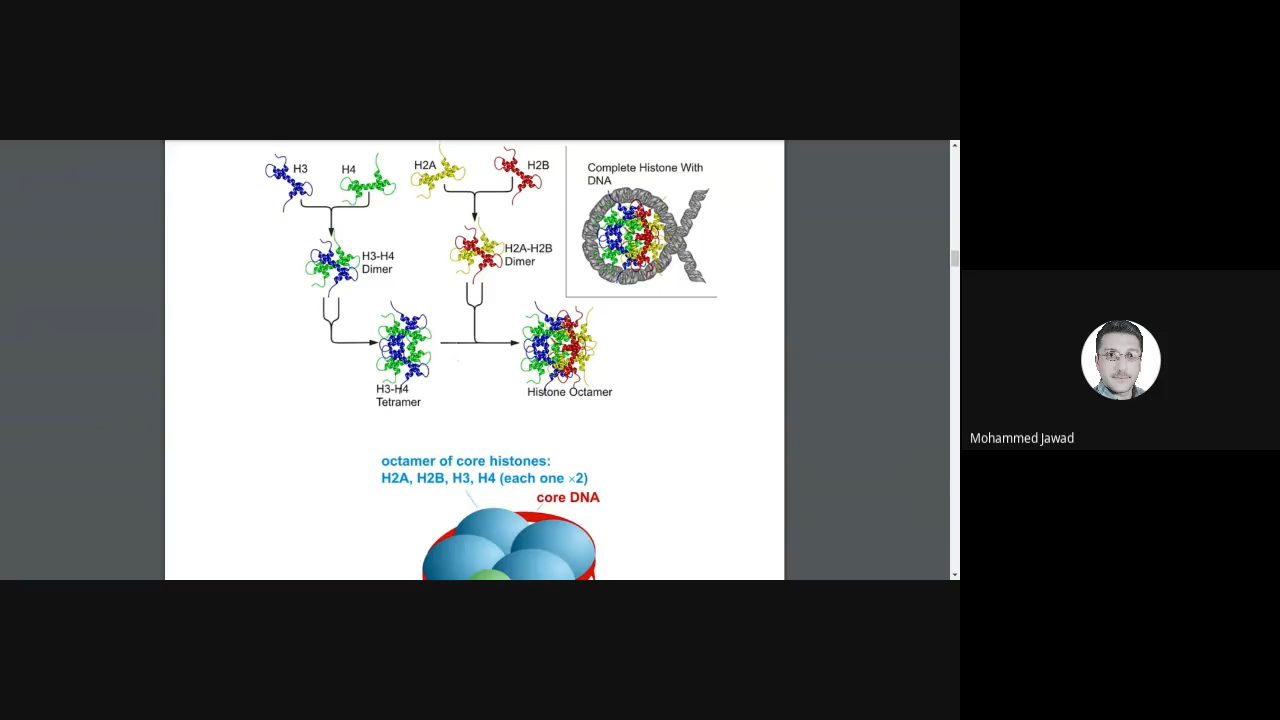 H3
H4
H2A
H2B
Complete Histone With
DNA
H3-H4
Dimer
H2A-H2B
Dimer
H3-H4
Tetramer
Histone Octamer
octamer of core histones:
H2A, H2B, H3, H4 (each one ×2)
core DNA
Mohammed Jawad